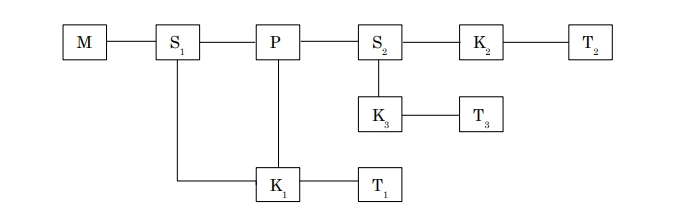 M S₁ P S₂ K₂ T₂
K₃ T₃
K₁ T₁